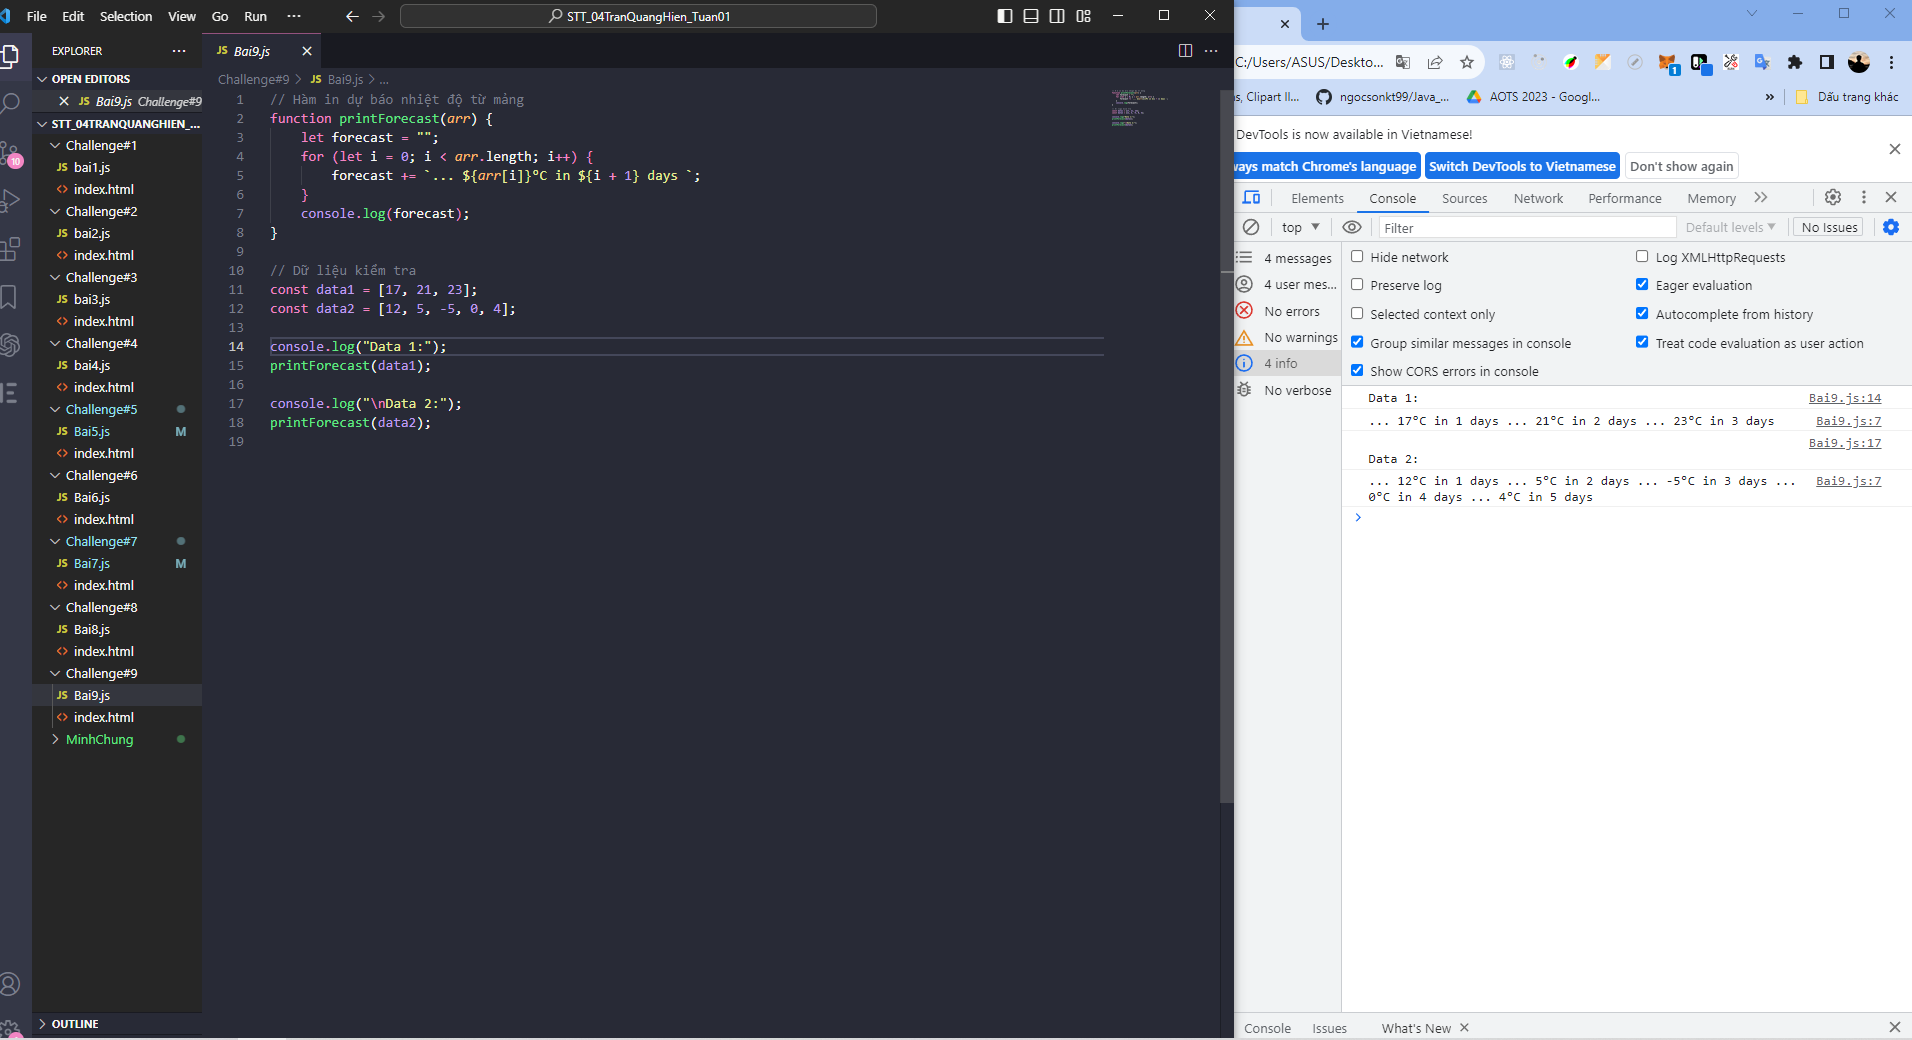 File Edit Selection View Go Run ···
STT_04TranQuangHien_Tuan01
EXPLORER
OPEN EDITORS
JS Bai9.js Challenge#9
STT_04TRANQUANGHIEN_...
Challenge#1
JS bai1.js
<> index.html
Challenge#2
JS bai2.js
<> index.html
Challenge#3
JS bai3.js
<> index.html
Challenge#4
JS bai4.js
<> index.html
Challenge#5
JS Bai5.js M
<> index.html
Challenge#6
JS Bai6.js
<> index.html
Challenge#7
JS Bai7.js M
<> index.html
Challenge#8
JS Bai8.js
<> index.html
Challenge#9
JS Bai9.js
<> index.html
MinhChung
OUTLINE
10
JS Bai9.js
Challenge#9 > JS Bai9.js > ...
1 // Hàm in dự báo nhiệt độ từ mảng
2 function printForecast(arr) {
3 let forecast = "";
4 for (let i = 0; i < arr.length; i++) {
5 forecast += `... ${arr[i]}ºC in ${i + 1} days `;
6 }
7 console.log(forecast);
8 }
9
10 // Dữ liệu kiểm tra
11 const data1 = [17, 21, 23];
12 const data2 = [12, 5, -5, 0, 4];
13
14 console.log("Data 1:");
15 printForecast(data1);
16
17 console.log("\nData 2:");
18 printForecast(data2);
19
C:/Users/ASUS/Deskto...
1
s, Clipart Il... ngocsonkt99/Java_... AOTS 2023 - Googl... » Dấu trang khác
DevTools is now available in Vietnamese!
ways match Chrome's language Switch DevTools to Vietnamese Don't show again
Elements Console Sources Network Performance Memory
top Filter Default levels No Issues
4 messages
4 user mes...
No errors
No warnings
4 info
No verbose
Hide network Log XMLHttpRequests
Preserve log Eager evaluation
Selected context only Autocomplete from history
Group similar messages in console Treat code evaluation as user action
Show CORS errors in console
Data 1: Bai9.js:14
... 17ºC in 1 days ... 21ºC in 2 days ... 23ºC in 3 days Bai9.js:7
Bai9.js:17
Data 2:
... 12ºC in 1 days ... 5ºC in 2 days ... -5ºC in 3 days ... Bai9.js:7
0ºC in 4 days ... 4ºC in 5 days
>
Console Issues What's New